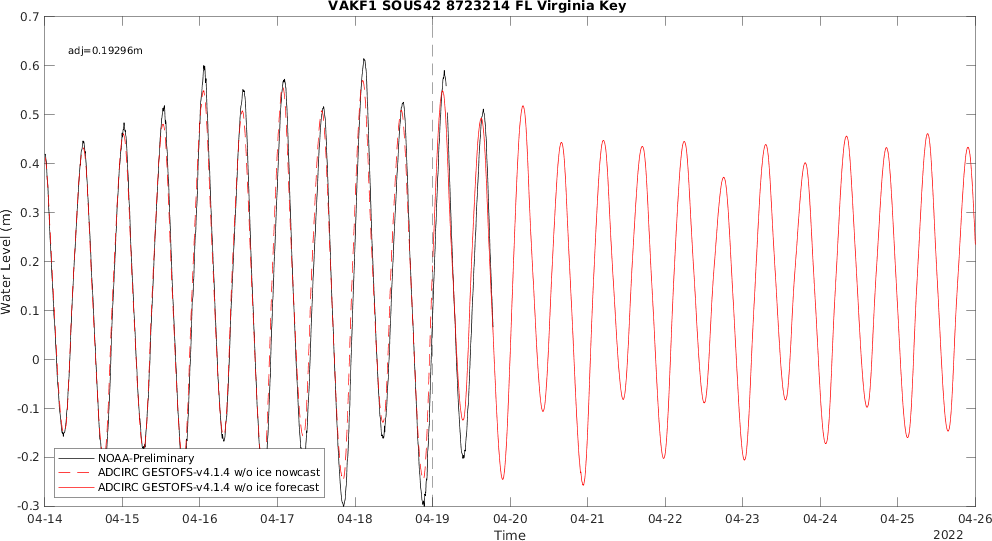 VAKF1 SOUS42 8723214 FL Virginia Key
adj=0.19296m
Water Level (m)
0.7
0.6
0.5
0.4
0.3
0.2
0.1
0
-0.1
-0.2
-0.3
NOAA-Preliminary
ADCIRC GESTOFS-v4.1.4 w/o ice nowcast
ADCIRC GESTOFS-v4.1.4 w/o ice forecast
04-14 04-15 04-16 04-17 04-18 04-19 04-20 04-21 04-22 04-23 04-24 04-25 04-26
Time
2022